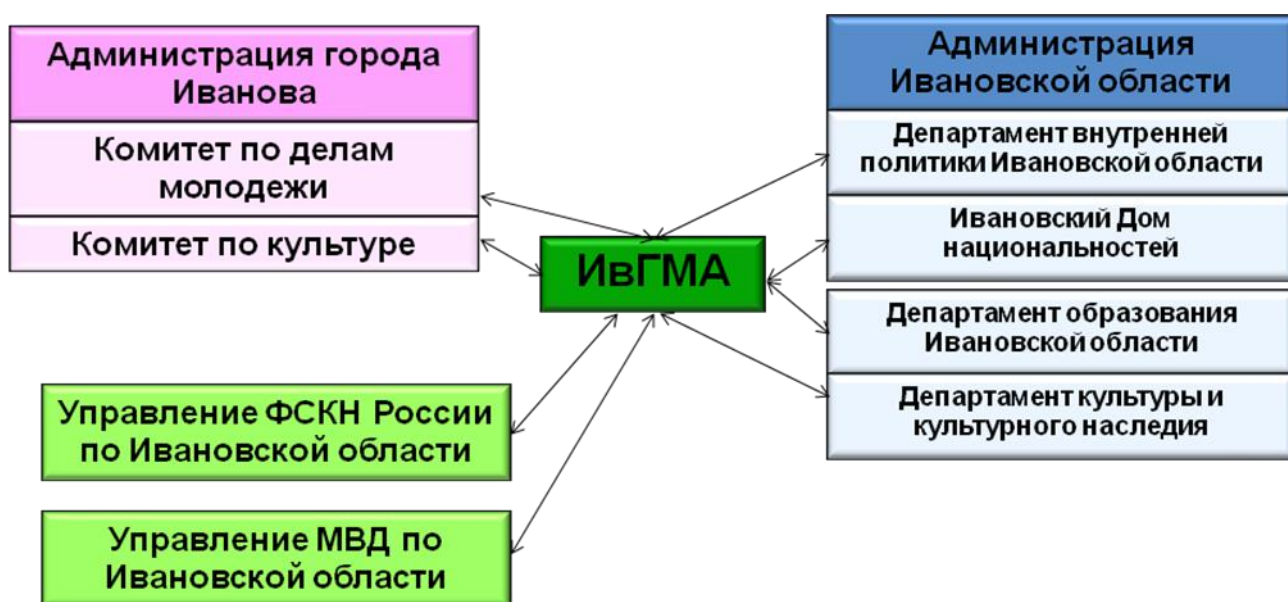 Администрация города
Иванова
Комитет по делам
молодежи
Комитет по культуре
ИвГМА
Администрация
Ивановской области
Департамент внутренней
политики Ивановской области
Ивановский Дом
национальностей
Департамент образования
Ивановской области
Департамент культуры и
культурного наследия
Управление ФСКН России
по Ивановской области
Управление МВД по
Ивановской области